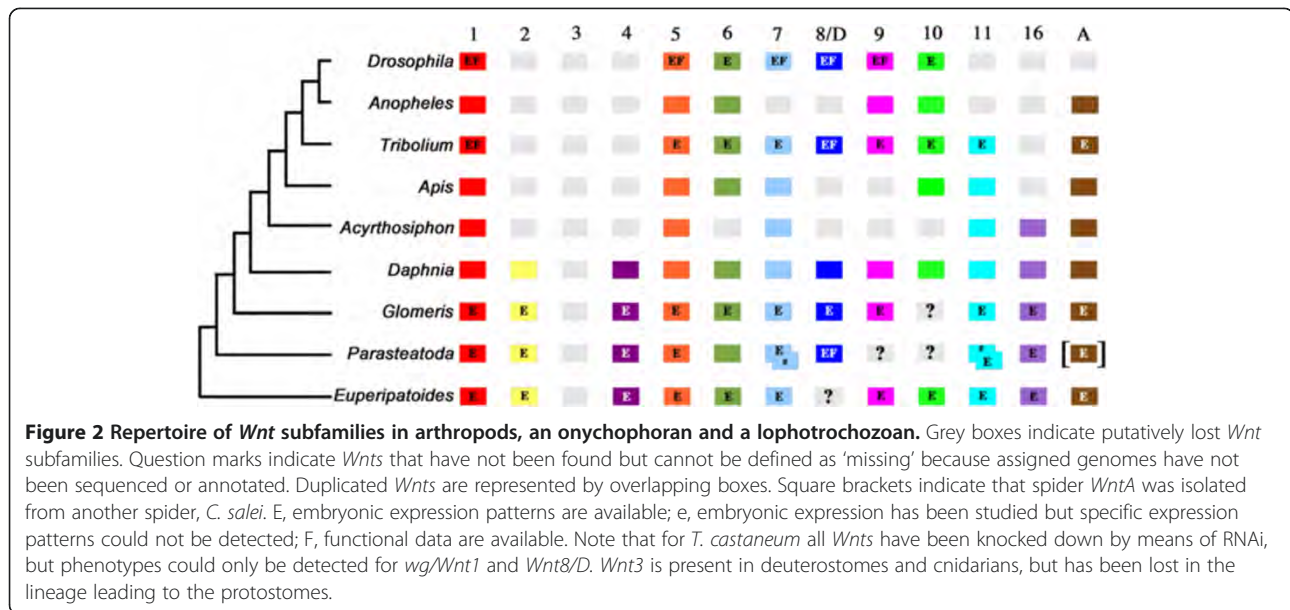 1 2 3 4 5 6 7 8/D 9 10 11 16 A
Drosophila EF EF E EF EF EF E
Anopheles
Tribolium EF E E E EF E E E E
Apis
Acyrthosiphon
Daphnia
Glomeris E E E E E E E E ? E E E
Parasteatoda E E E E E e EF ? ? e E E [E]
Euperipatoides E E E E E E ? E E E E E
Figure 2 Repertoire of Wnt subfamilies in arthropods, an onychophoran and a lophotrochozoan. Grey boxes indicate putatively lost Wnt
subfamilies. Question marks indicate Wnts that have not been found but cannot be defined as ‘missing’ because assigned genomes have not
been sequenced or annotated. Duplicated Wnts are represented by overlapping boxes. Square brackets indicate that spider WntA was isolated
from another spider, C. salei. E, embryonic expression patterns are available; e, embryonic expression has been studied but specific expression
patterns could not be detected; F, functional data are available. Note that for T. castaneum all Wnts have been knocked down by means of RNAi,
but phenotypes could only be detected for wg/Wnt1 and Wnt8/D. Wnt3 is present in deuterostomes and cnidarians, but has been lost in the
lineage leading to the protostomes.